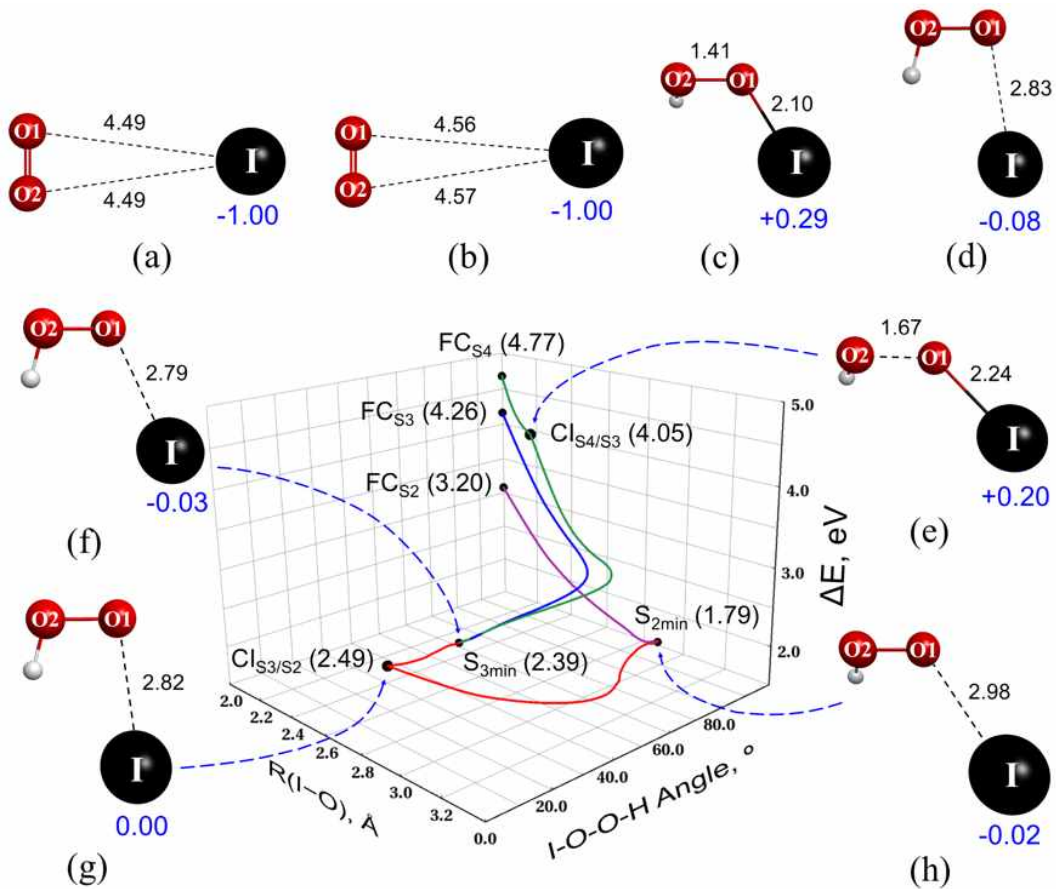 O1
4.49
O2
4.49
I
-1.00
(a)
O1
4.56
O2
4.57
I
-1.00
(b)
1.41
O2 O1
2.10
I
+0.29
(c)
O2 O1
2.83
I
-0.08
(d)
O2 O1
2.79
I
-0.03
(f)
1.67
O2 O1
2.24
I
+0.20
(e)
O2 O1
2.82
I
0.00
(g)
O2 O1
2.98
I
-0.02
(h)
FC_S4 (4.77)
FC_S3 (4.26)
CI_S4/S3 (4.05)
FC_S2 (3.20)
S_2min (1.79)
CI_S3/S2 (2.49)
S_3min (2.39)
5.0
4.0
3.0
2.0
ΔE, eV
2.0
2.2
2.4
2.6
2.8
3.0
3.2
R(I–O), Å
0.0
20.0
40.0
60.0
80.0
I-O-O-H Angle, °